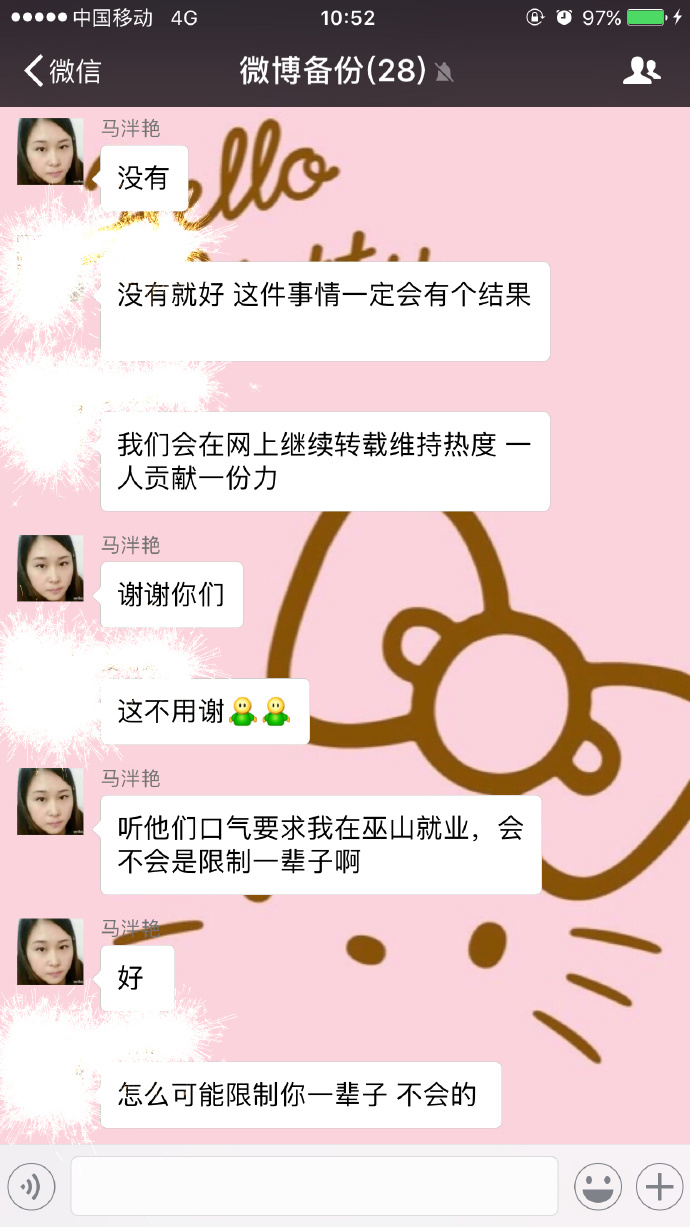 中国移动 4G 10:52 97%
微信 微博备份(28)
马泮艳
没有
Hello
没有就好 这件事情一定会有个结果
我们会在网上继续转载维持热度 一
人贡献一份力
马泮艳
谢谢你们
这不用谢
马泮艳
听他们口气要求我在巫山就业，会
不会是限制一辈子啊
马泮艳
好
怎么可能限制你一辈子 不会的